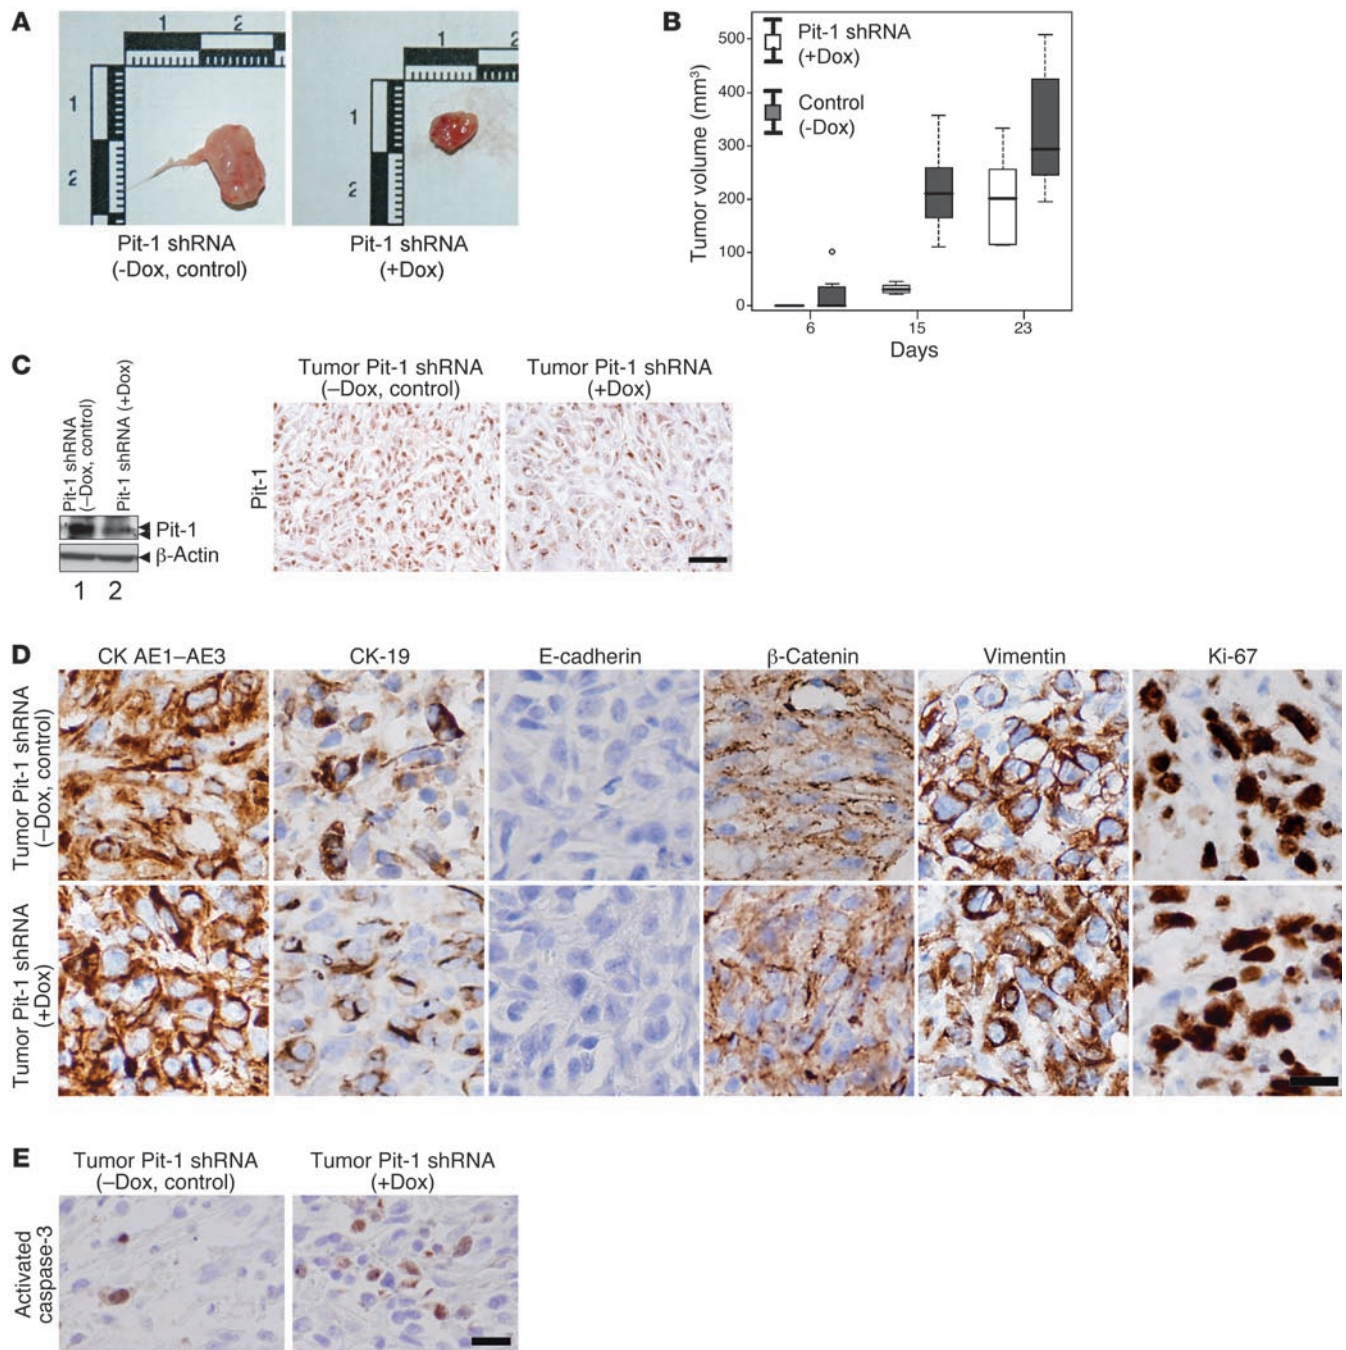 A
1 2
1
2
Pit-1 shRNA
(-Dox, control)
1 2
1
2
Pit-1 shRNA
(+Dox)
B
Tumor volume (mm³)
500
400
300
200
100
0
Pit-1 shRNA
(+Dox)
Control
(-Dox)
6 15 23
Days
C
Pit-1 shRNA
(–Dox, control)
Pit-1 shRNA (+Dox)
Pit-1
β-Actin
1 2
Tumor Pit-1 shRNA
(–Dox, control)
Tumor Pit-1 shRNA
(+Dox)
Pit-1
D
CK AE1–AE3 CK-19 E-cadherin β-Catenin Vimentin Ki-67
Tumor Pit-1 shRNA
(–Dox, control)
Tumor Pit-1 shRNA
(+Dox)
E
Tumor Pit-1 shRNA
(–Dox, control)
Tumor Pit-1 shRNA
(+Dox)
Activated
caspase-3